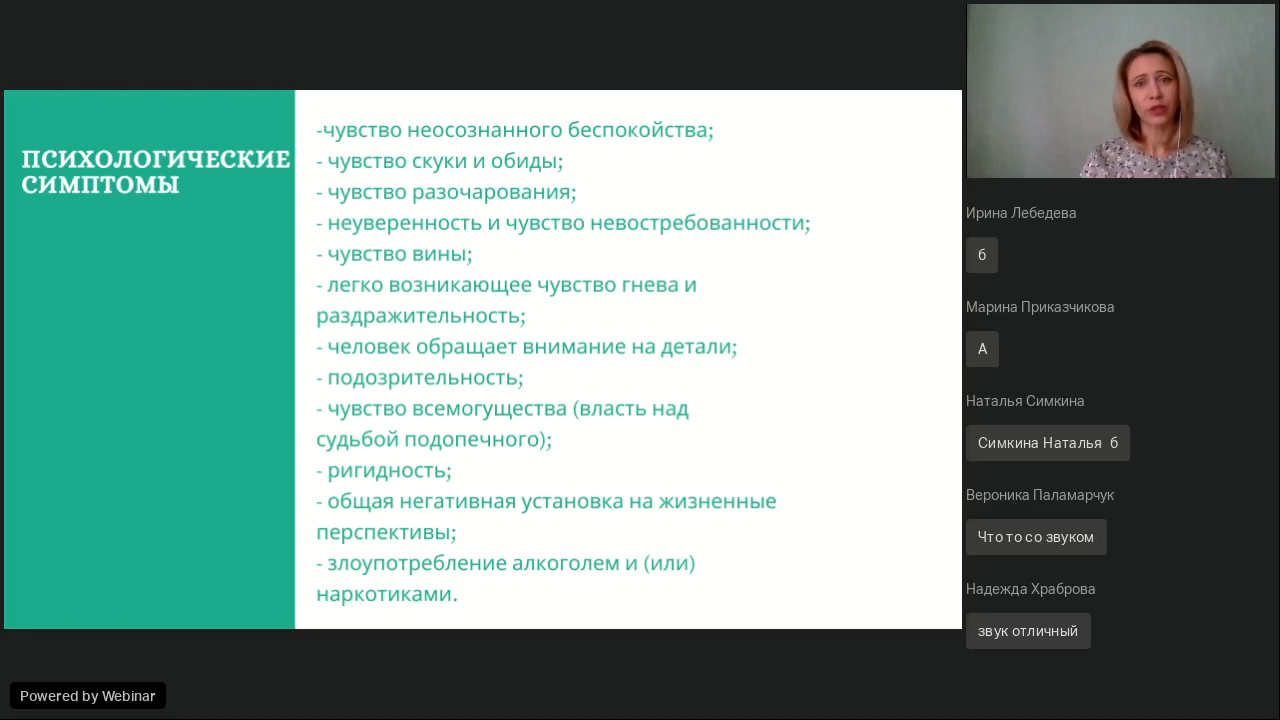 ПСИХОЛОГИЧЕСКИЕ
СИМПТОМЫ
-чувство неосознанного беспокойства;
- чувство скуки и обиды;
- чувство разочарования;
- неуверенность и чувство невостребованности;
- чувство вины;
- легко возникающее чувство гнева и
раздражительность;
- человек обращает внимание на детали;
- подозрительность;
- чувство всемогущества (власть над
судьбой подопечного);
- ригидность;
- общая негативная установка на жизненные
перспективы;
- злоупотребление алкоголем и (или)
наркотиками.
Ирина Лебедева
б
Марина Приказчикова
А
Наталья Симкина
Симкина Наталья б
Вероника Паламарчук
Что то со звуком
Надежда Храброва
звук отличный
Powered by Webinar